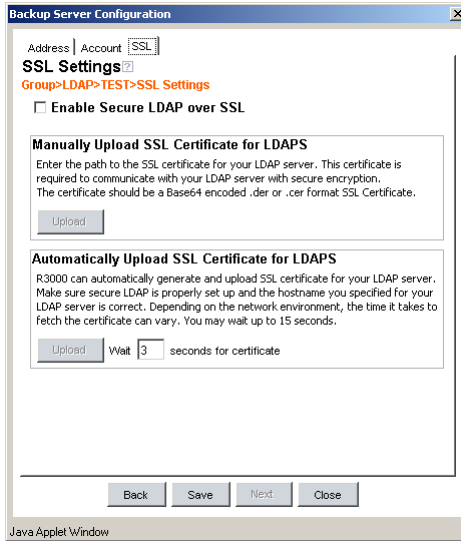 Backup Server Configuration
Address Account SSL
SSL Settings?
Group>LDAP>TEST>SSL Settings
Enable Secure LDAP over SSL
Manually Upload SSL Certificate for LDAPS
Enter the path to the SSL certificate for your LDAP server. This certificate is
required to communicate with your LDAP server with secure encryption.
The certificate should be a Base64 encoded .der or .cer format SSL Certificate.
Upload
Automatically Upload SSL Certificate for LDAPS
R3000 can automatically generate and upload SSL certificate for your LDAP server.
Make sure secure LDAP is properly set up and the hostname you specified for your
LDAP server is correct. Depending on the network environment, the time it takes to
fetch the certificate can vary. You may wait up to 15 seconds.
Upload Wait 3 seconds for certificate
Back Save Next Close
Java Applet Window